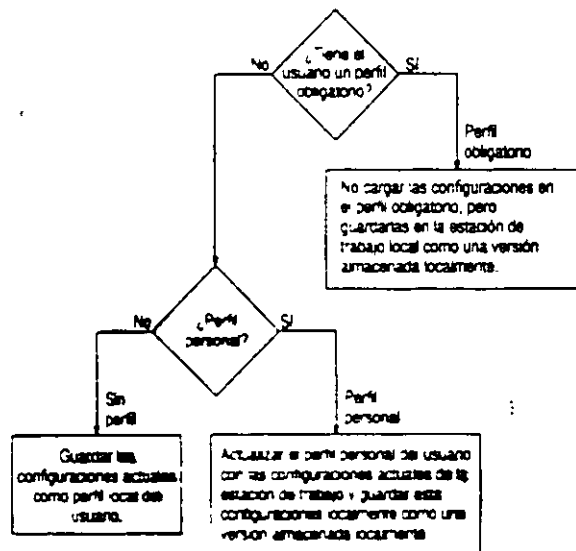 ¿Tiene el
usuario un perfil
obligatorio?
No
Sí
Perfil
obligatorio
No cargar las configuraciones en
el perfil obligatorio, pero
guardarlas en la estación de
trabajo local como una versión
almacenada localmente.
¿Perfil
personal?
No
Sí
Sin
perfil
Perfil
personal
Guardar las
configuraciones actuales
como perfil local del
usuario.
Actualizar el perfil personal del usuario
con las configuraciones actuales de la
estación de trabajo y guardar esta
configuraciones localmente como una
versión almacenada localmente